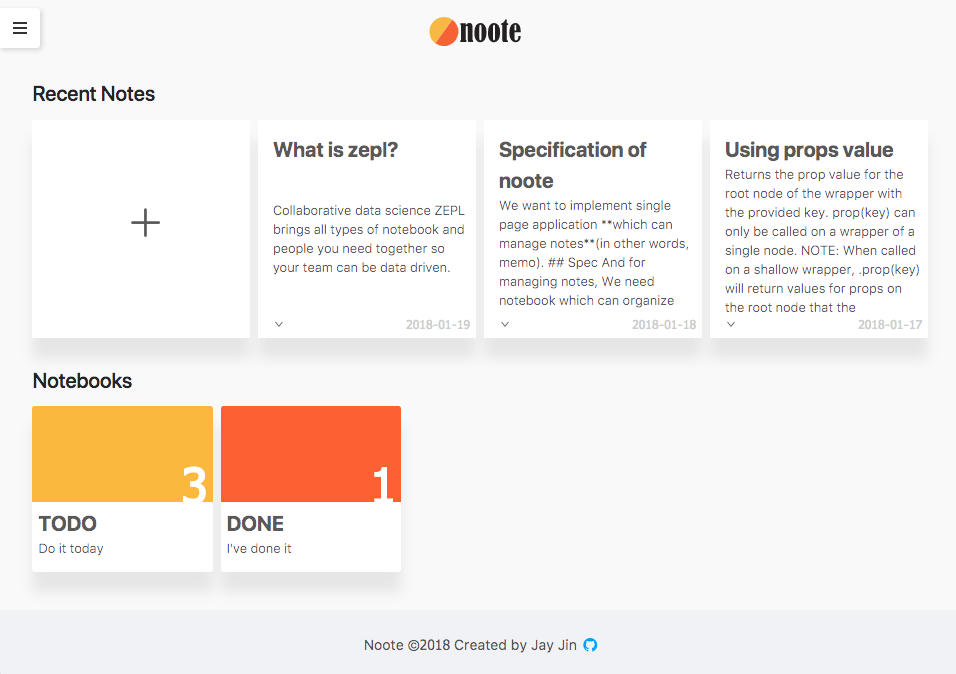 noote
Recent Notes
What is zepl?
Collaborative data science ZEPL
brings all types of notebook and
people you need together so
your team can be data driven.
2018-01-19
Specification of
noote
We want to implement single
page application **which can
manage notes**(in other words,
memo). ## Spec And for
managing notes, We need
notebook which can organize
2018-01-18
Using props value
Returns the prop value for the
root node of the wrapper with
the provided key. prop(key) can
only be called on a wrapper of a
single node. NOTE: When called
on a shallow wrapper, .prop(key)
will return values for props on
the root node that the
2018-01-17
Notebooks
3
TODO
Do it today
1
DONE
I've done it
Noote ©2018 Created by Jay Jin